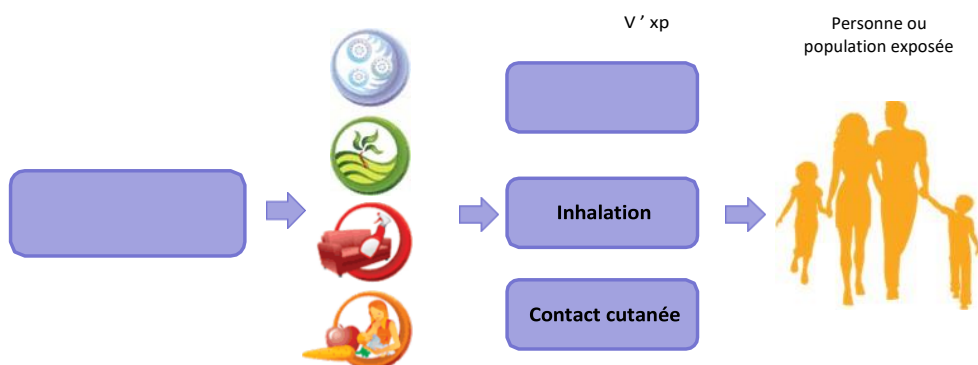 V ’ xp
Personne ou
population exposée
Inhalation
Contact cutanée